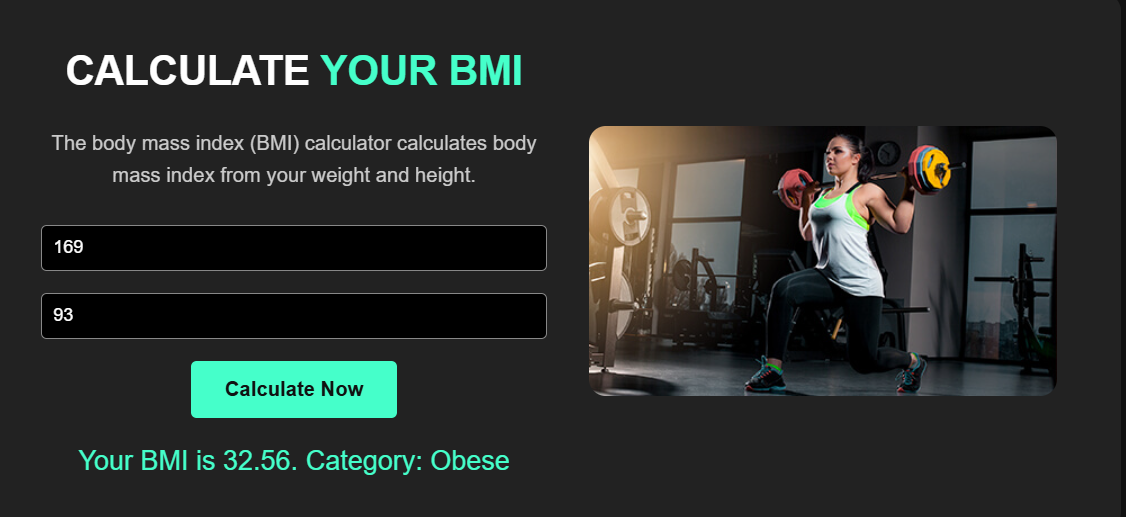 CALCULATE YOUR BMI
The body mass index (BMI) calculator calculates body
mass index from your weight and height.
169
93
Calculate Now
Your BMI is 32.56. Category: Obese